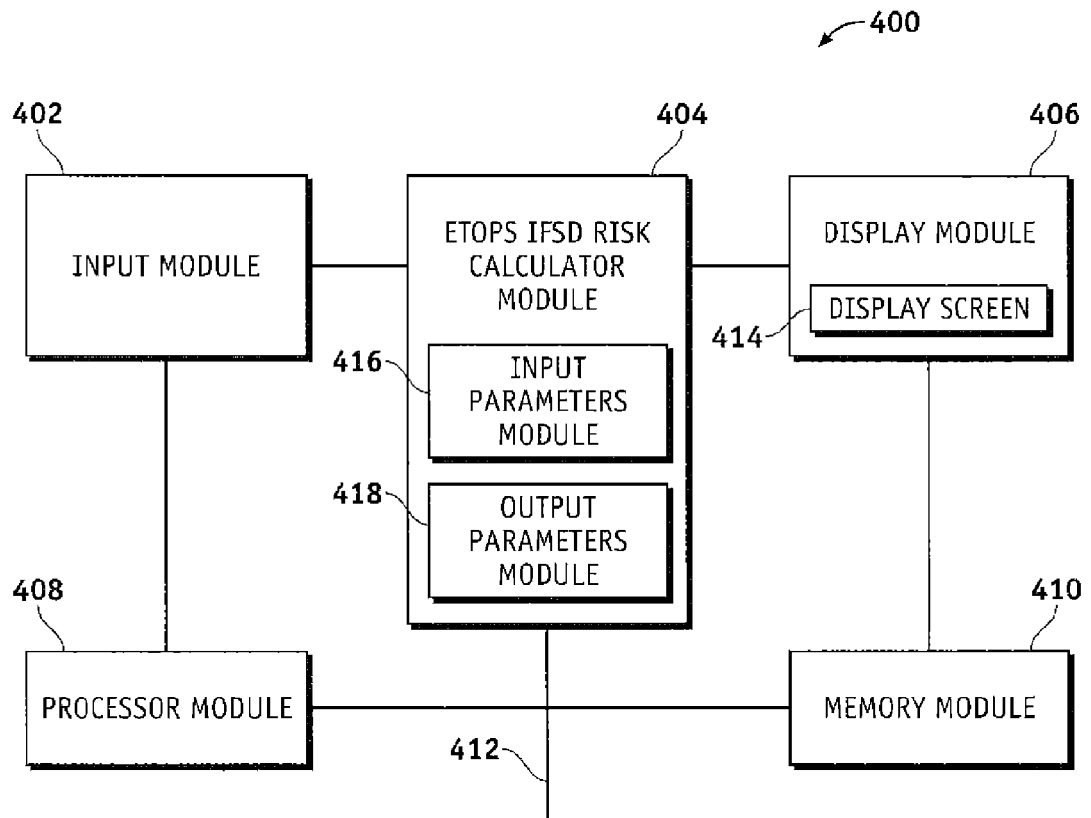 400
402
404
406
INPUT MODULE
ETOPS IFSD RISK
CALCULATOR
MODULE
DISPLAY MODULE
DISPLAY SCREEN
414
416
INPUT
PARAMETERS
MODULE
418
OUTPUT
PARAMETERS
MODULE
408
410
PROCESSOR MODULE
MEMORY MODULE
412